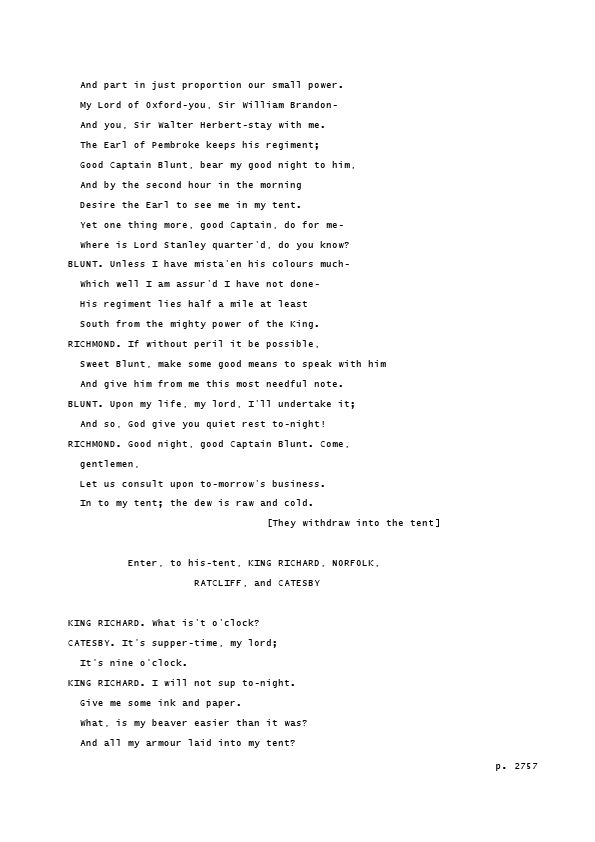 And part in just proportion our small power.
My Lord of Oxford-you, Sir William Brandon-
And you, Sir Walter Herbert-stay with me.
The Earl of Pembroke keeps his regiment;
Good Captain Blunt, bear my good night to him,
And by the second hour in the morning
Desire the Earl to see me in my tent.
Yet one thing more, good Captain, do for me-
Where is Lord Stanley quarter'd, do you know?
BLUNT. Unless I have mista'en his colours much-
Which well I am assur'd I have not done-
His regiment lies half a mile at least
South from the mighty power of the King.
RICHMOND. If without peril it be possible,
Sweet Blunt, make some good means to speak with him
And give him from me this most needful note.
BLUNT. Upon my life, my lord, I'll undertake it;
And so, God give you quiet rest to-night!
RICHMOND. Good night, good Captain Blunt. Come,
gentlemen,
Let us consult upon to-morrow's business.
In to my tent; the dew is raw and cold.
[They withdraw into the tent]
Enter, to his-tent, KING RICHARD, NORFOLK,
RATCLIFF, and CATESBY
KING RICHARD. What is't o'clock?
CATESBY. It's supper-time, my lord;
It's nine o'clock.
KING RICHARD. I will not sup to-night.
Give me some ink and paper.
What, is my beaver easier than it was?
And all my armour laid into my tent?
p. 2757